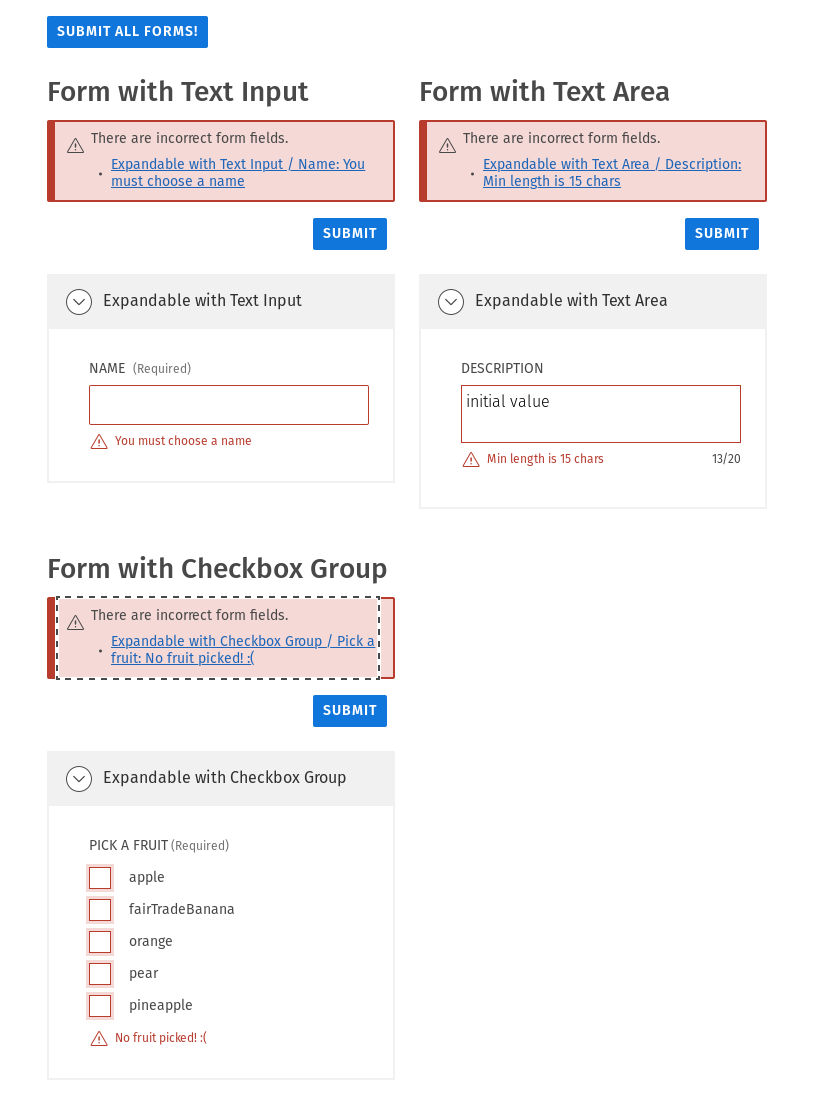 SUBMIT ALL FORMS!
Form with Text Input
There are incorrect form fields.
• Expandable with Text Input / Name: You
must choose a name
SUBMIT
Expandable with Text Input
NAME (Required)
You must choose a name
Form with Text Area
There are incorrect form fields.
• Expandable with Text Area / Description:
Min length is 15 chars
SUBMIT
Expandable with Text Area
DESCRIPTION
initial value
Min length is 15 chars 13/20
Form with Checkbox Group
There are incorrect form fields.
• Expandable with Checkbox Group / Pick a
fruit: No fruit picked! :(
SUBMIT
Expandable with Checkbox Group
PICK A FRUIT (Required)
apple
fairTradeBanana
orange
pear
pineapple
No fruit picked! :(